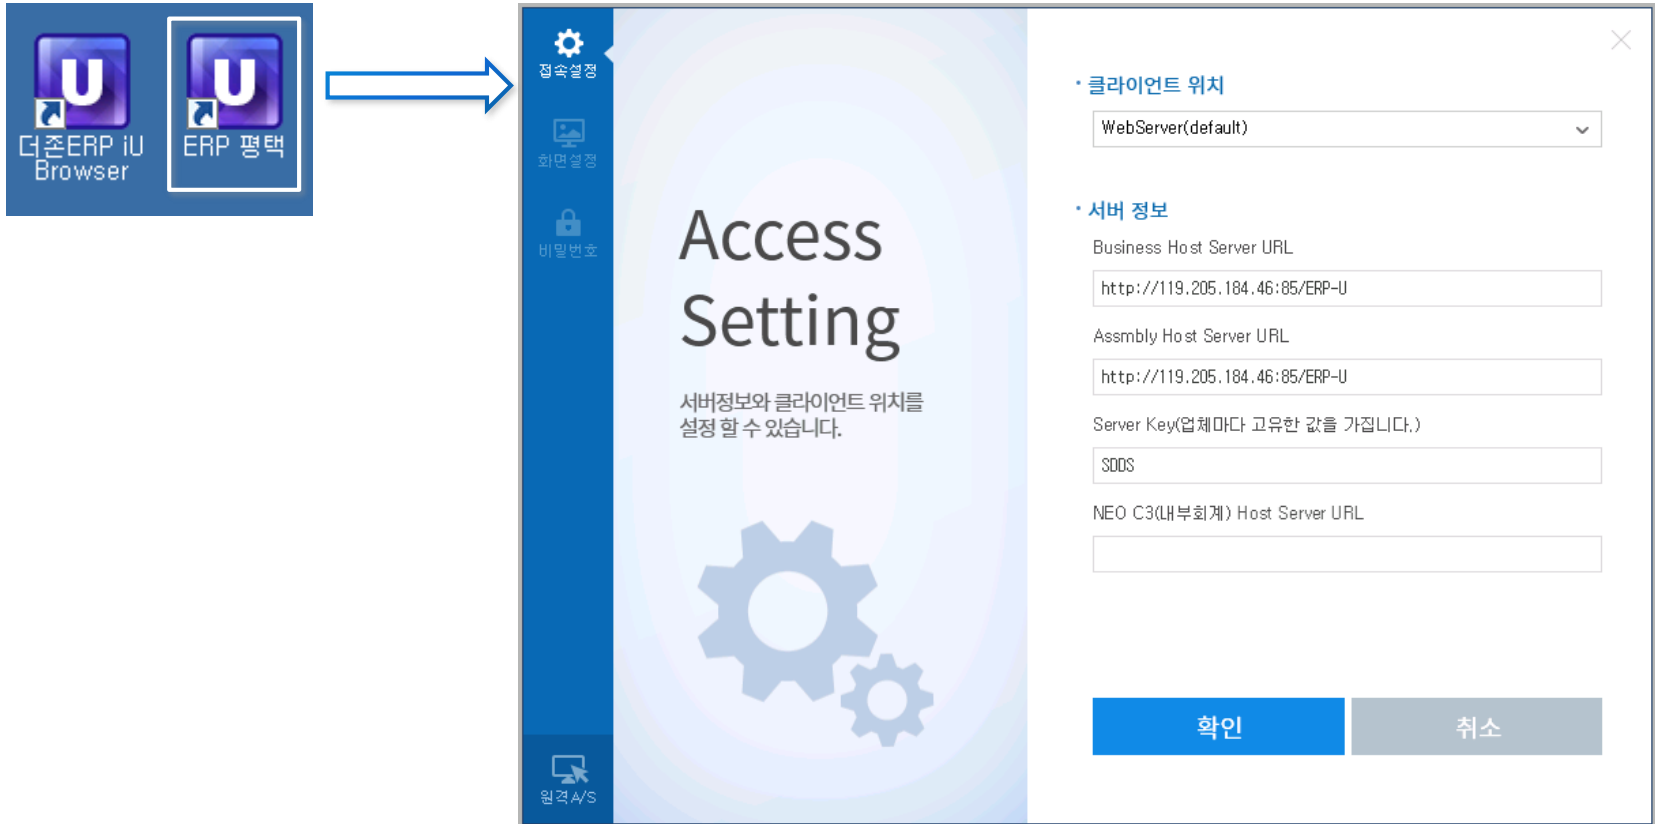 더존ERP iU
Browser
ERP 평택
접속설정
화면설정
비밀번호
원격A/S
Access
Setting
서버정보와 클라이언트 위치를
설정 할 수 있습니다.
클라이언트 위치
WebServer(default)
서버 정보
Business Host Server URL
http://119.205.184.46:85/ERP-U
Assmbly Host Server URL
http://119.205.184.46:85/ERP-U
Server Key(업체마다 고유한 값을 가집니다.)
SDDS
NEO C3(내부회계) Host Server URL
확인
취소